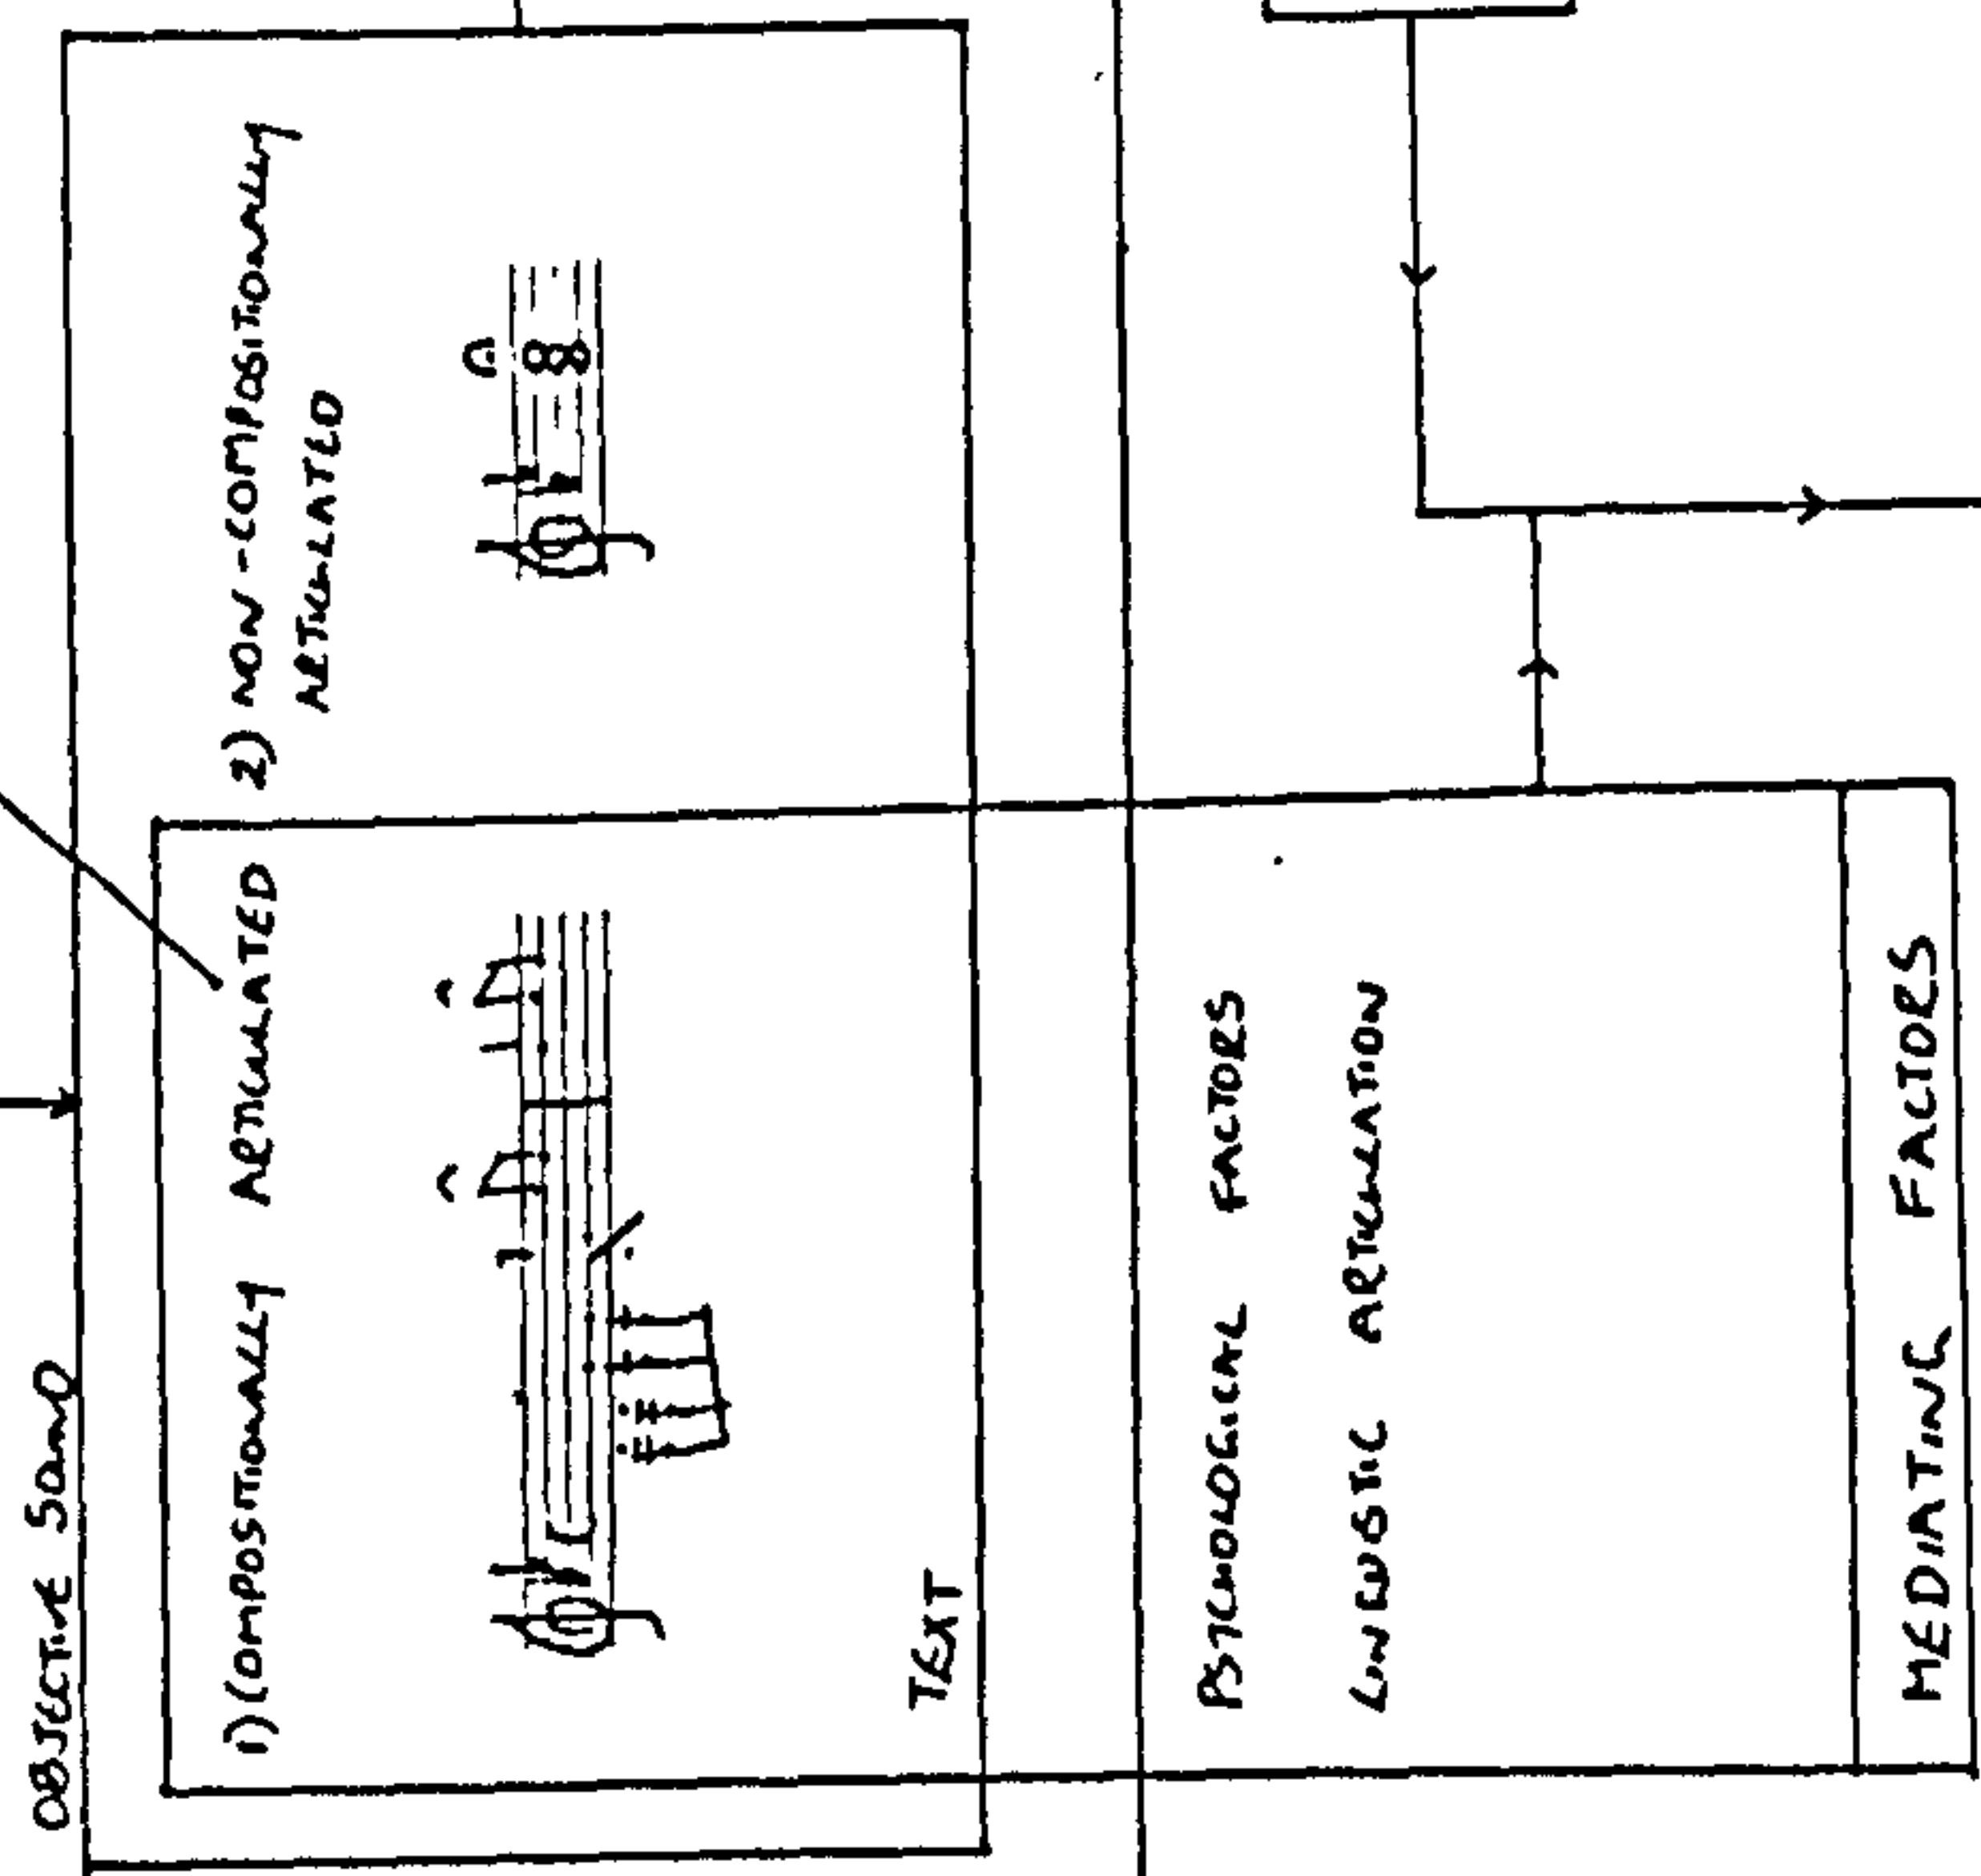 OBJECTIVE SOUND
1) COMPOSITIONALLY ARTICULATED
2) NON-COMPOSITIONALLY
ARTICULATED
TEXT
PSYCHOLOGICAL FACTORS
LINGUISTIC ARTICULATION
MEDIATING FACTORS